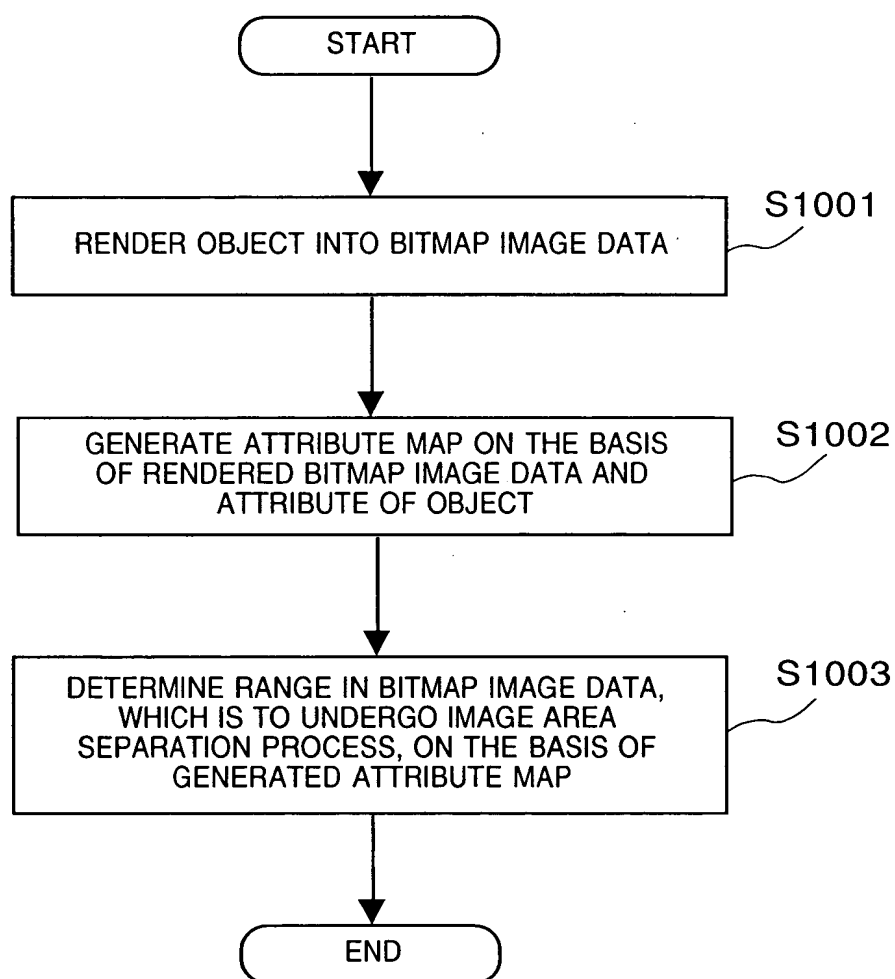 START
S1001
RENDER OBJECT INTO BITMAP IMAGE DATA
S1002
GENERATE ATTRIBUTE MAP ON THE BASIS
OF RENDERED BITMAP IMAGE DATA AND
ATTRIBUTE OF OBJECT
S1003
DETERMINE RANGE IN BITMAP IMAGE DATA,
WHICH IS TO UNDERGO IMAGE AREA
SEPARATION PROCESS, ON THE BASIS OF
GENERATED ATTRIBUTE MAP
END